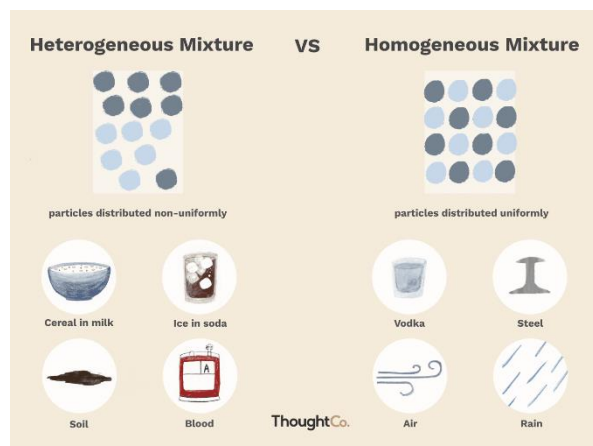 Heterogeneous Mixture
VS
Homogeneous Mixture
particles distributed non-uniformly
particles distributed uniformly
Cereal in milk
Ice in soda
Vodka
Steel
A
Soil
Blood
ThoughtCo.
Air
Rain